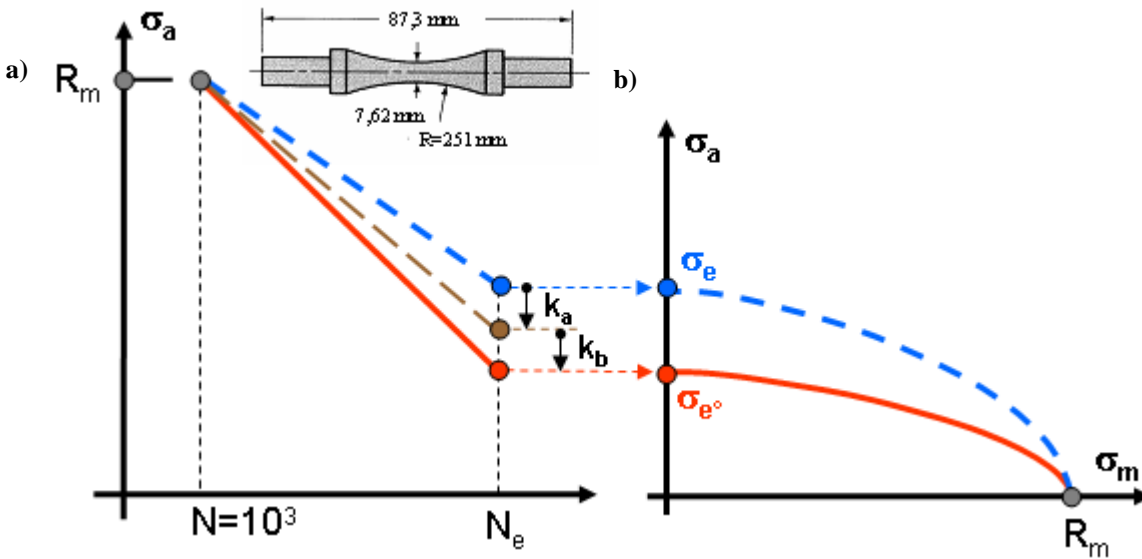 a)
σa
Rm
87,3 mm
7,62 mm
R=251 mm
ka
kb
N=10³
Ne
b)
σa
σe
σe°
σm
Rm